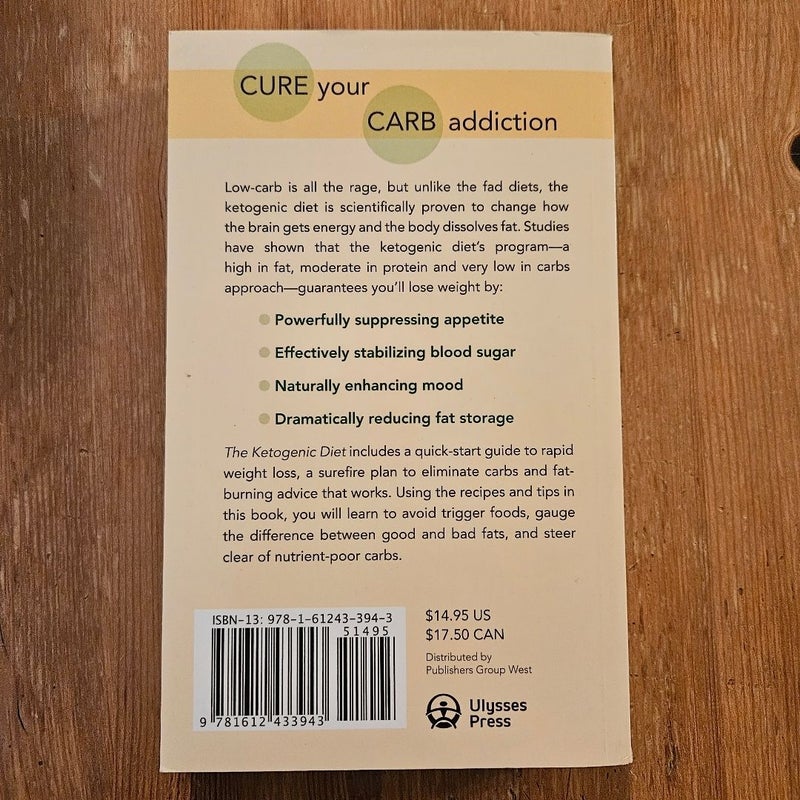 CURE your
CARB addiction
Low-carb is all the rage, but unlike the fad diets, the
ketogenic diet is scientifically proven to change how
the brain gets energy and the body dissolves fat. Studies
have shown that the ketogenic diet's program—a
high in fat, moderate in protein and very low in carbs
approach—guarantees you'll lose weight by:
Powerfully suppressing appetite
Effectively stabilizing blood sugar
Naturally enhancing mood
Dramatically reducing fat storage
The Ketogenic Diet includes a quick-start guide to rapid
weight loss, a surefire plan to eliminate carbs and fat-
burning advice that works. Using the recipes and tips in
this book, you will learn to avoid trigger foods, gauge
the difference between good and bad fats, and steer
clear of nutrient-poor carbs.
ISBN-13: 978-1-61243-394-3
51495
9 781612 433943
$14.95 US
$17.50 CAN
Distributed by
Publishers Group West
Ulysses
Press